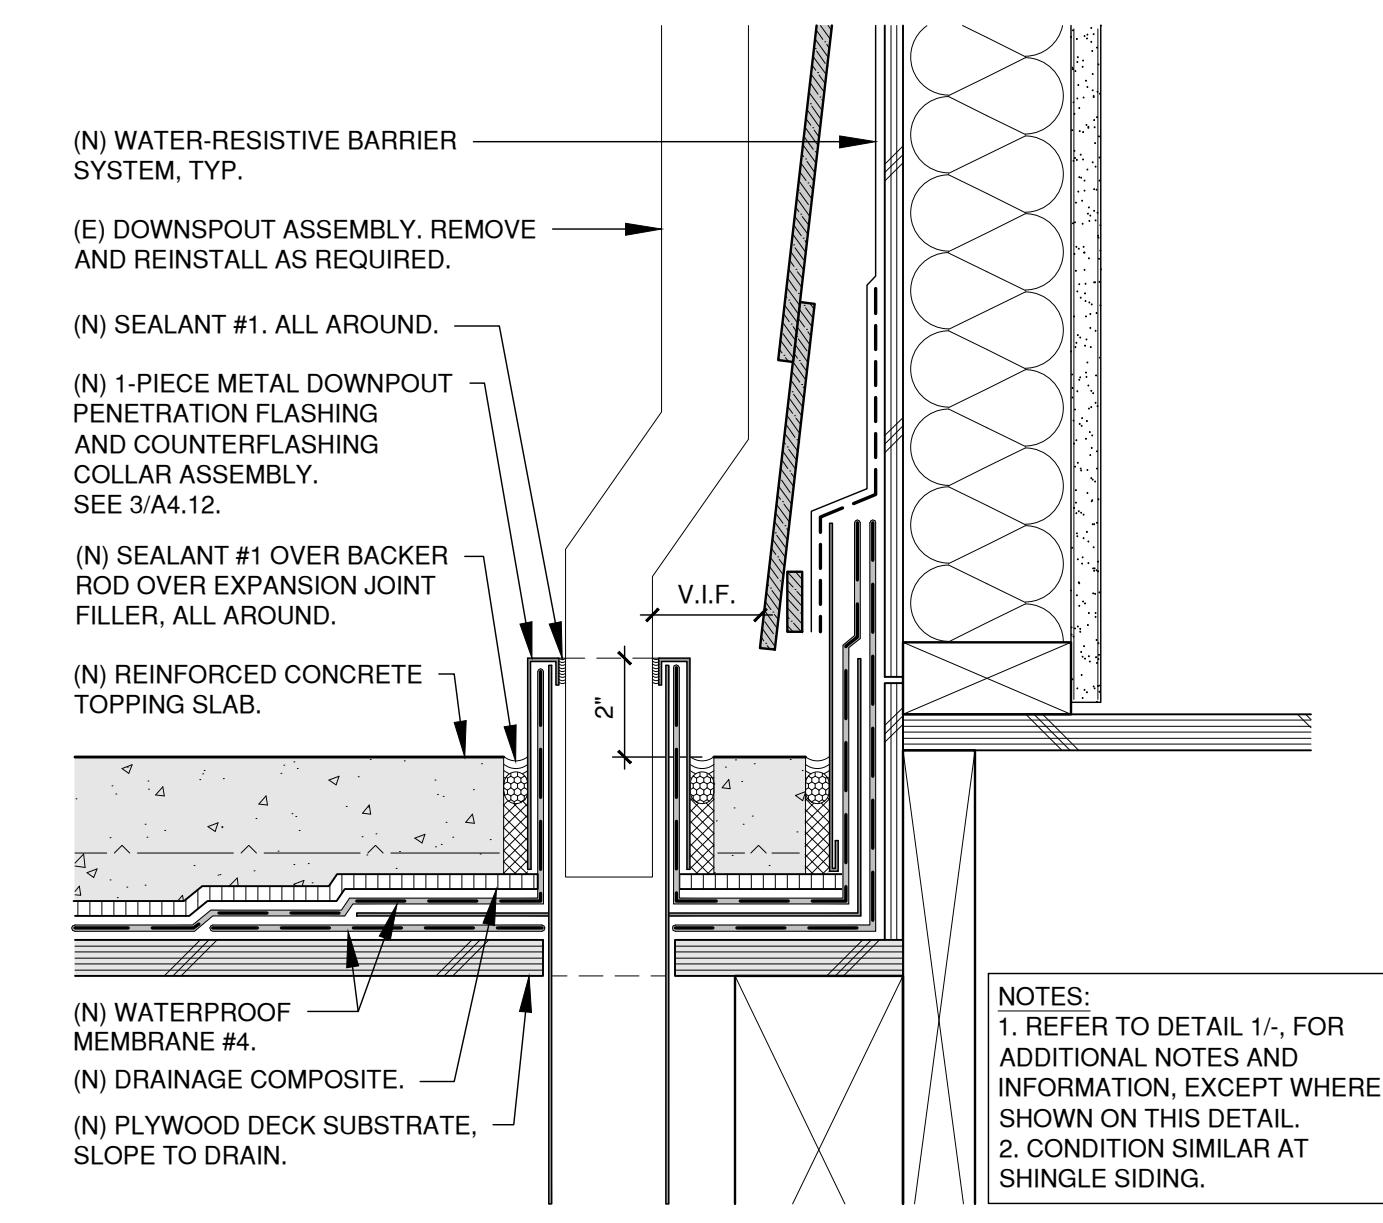 (N) WATER-RESISTIVE BARRIER
SYSTEM, TYP.
(E) DOWNSPOUT ASSEMBLY. REMOVE
AND REINSTALL AS REQUIRED.
(N) SEALANT #1. ALL AROUND.
(N) 1-PIECE METAL DOWNPOUT
PENETRATION FLASHING
AND COUNTERFLASHING
COLLAR ASSEMBLY.
SEE 3/A4.12.
(N) SEALANT #1 OVER BACKER
ROD OVER EXPANSION JOINT
FILLER, ALL AROUND.
(N) REINFORCED CONCRETE
TOPPING SLAB.
V.I.F.
2"
(N) WATERPROOF
MEMBRANE #4.
(N) DRAINAGE COMPOSITE.
(N) PLYWOOD DECK SUBSTRATE,
SLOPE TO DRAIN.
NOTES:
1. REFER TO DETAIL 1/-, FOR
ADDITIONAL NOTES AND
INFORMATION, EXCEPT WHERE
SHOWN ON THIS DETAIL.
2. CONDITION SIMILAR AT
SHINGLE SIDING.